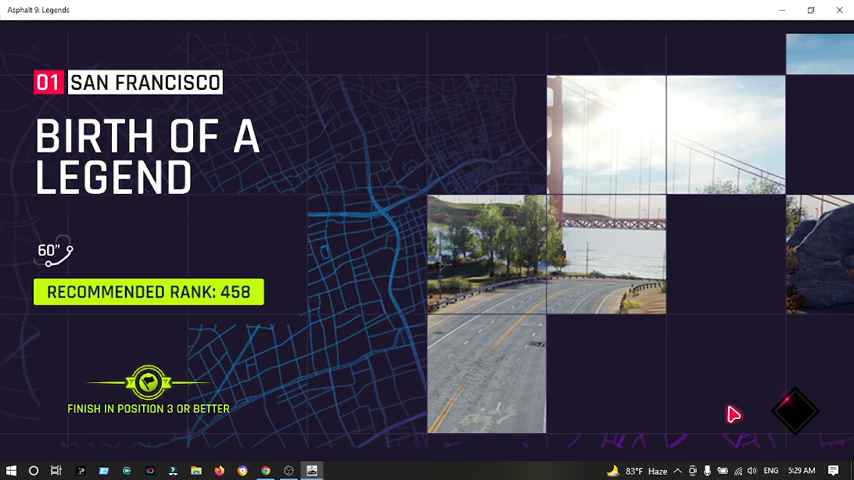 Asphalt 9: Legends
01 SAN FRANCISCO
BIRTH OF A
LEGEND
60"
RECOMMENDED RANK: 458
FINISH IN POSITION 3 OR BETTER
83°F Haze
ENG
5:29 AM